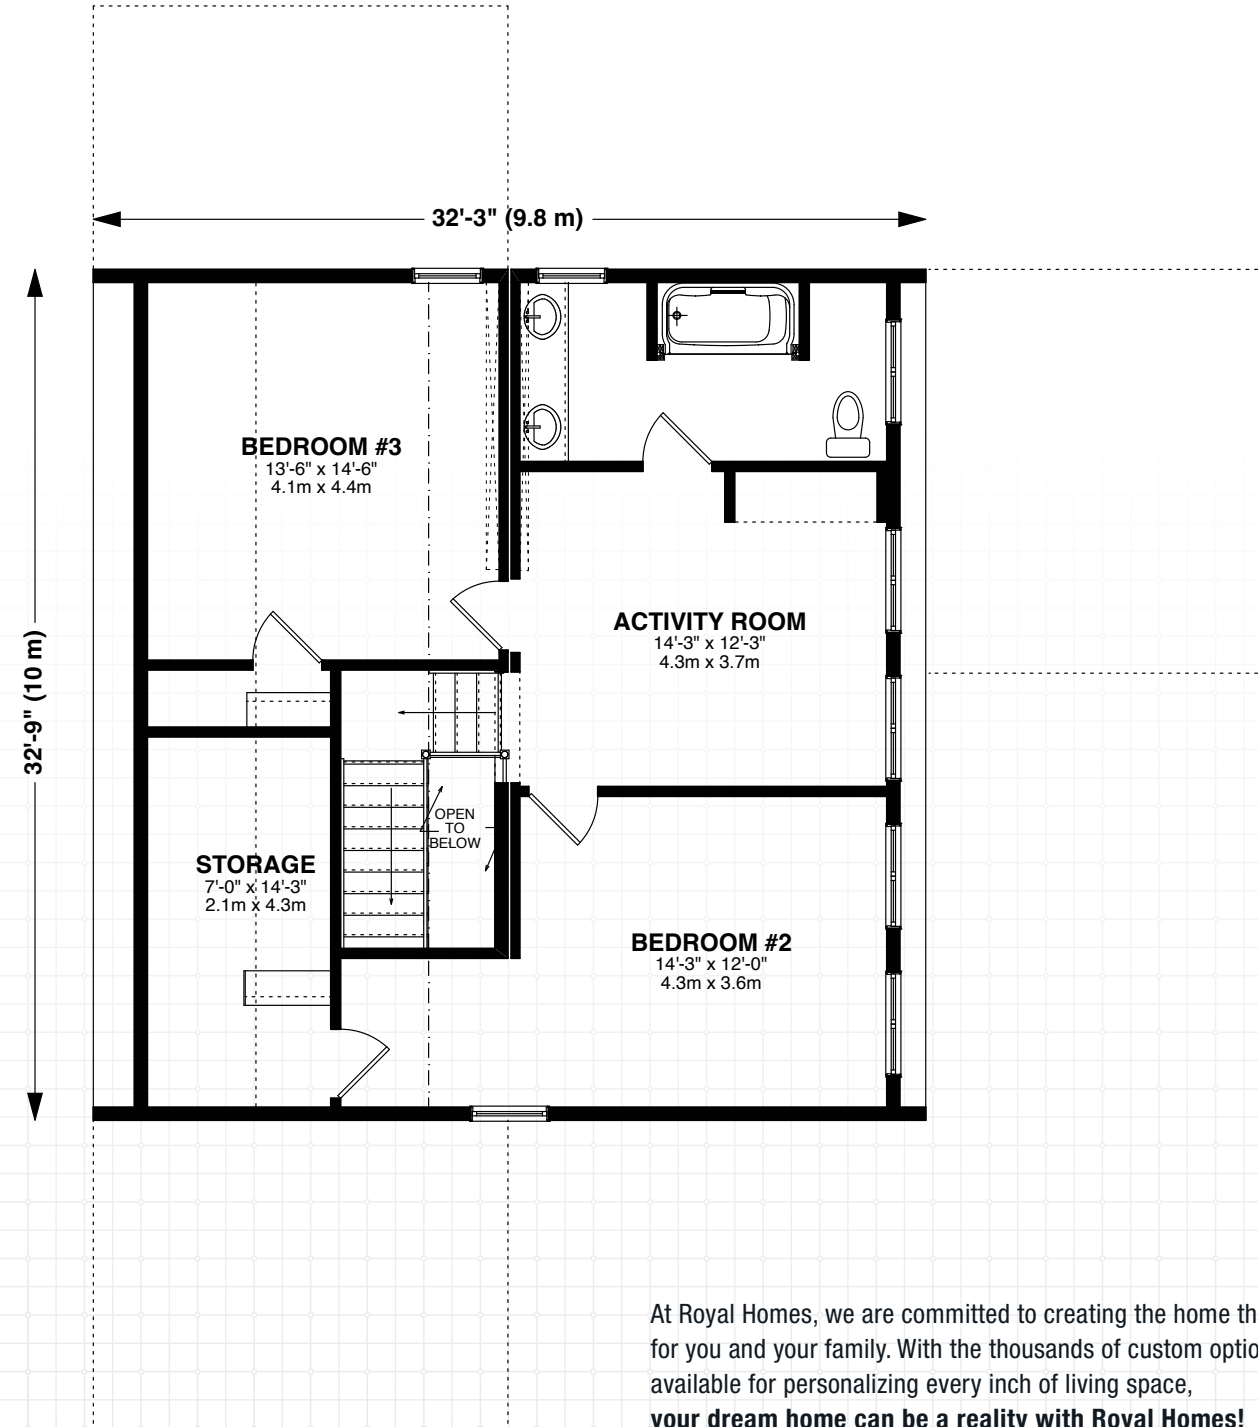 32'-3" (9.8 m)
32'-9" (10 m)
BEDROOM #3
13'-6" x 14'-6"
4.1m x 4.4m
ACTIVITY ROOM
14'-3" x 12'-3"
4.3m x 3.7m
OPEN
TO
BELOW
STORAGE
7'-0" x 14'-3"
2.1m x 4.3m
BEDROOM #2
14'-3" x 12'-0"
4.3m x 3.6m
At Royal Homes, we are committed to creating the home th
for you and your family. With the thousands of custom optio
available for personalizing every inch of living space,
your dream home can be a reality with Royal Homes!